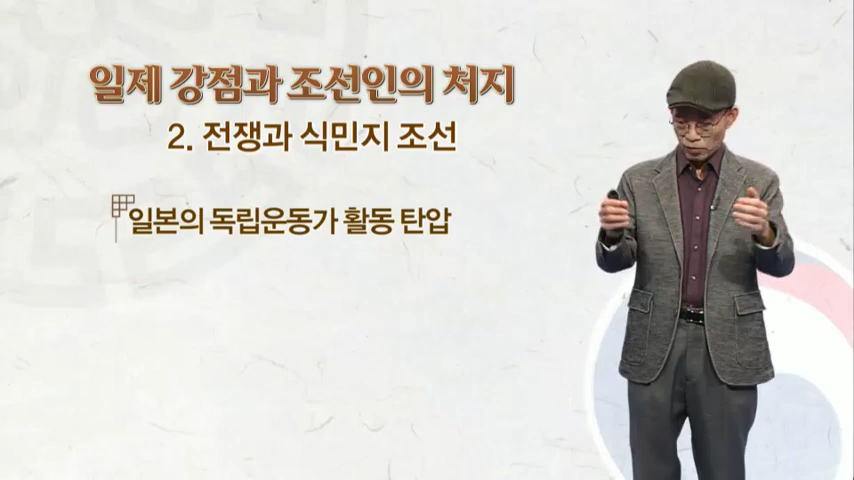 일제 강점과 조선인의 처지
2. 전쟁과 식민지 조선
일본의 독립운동가 활동 탄압